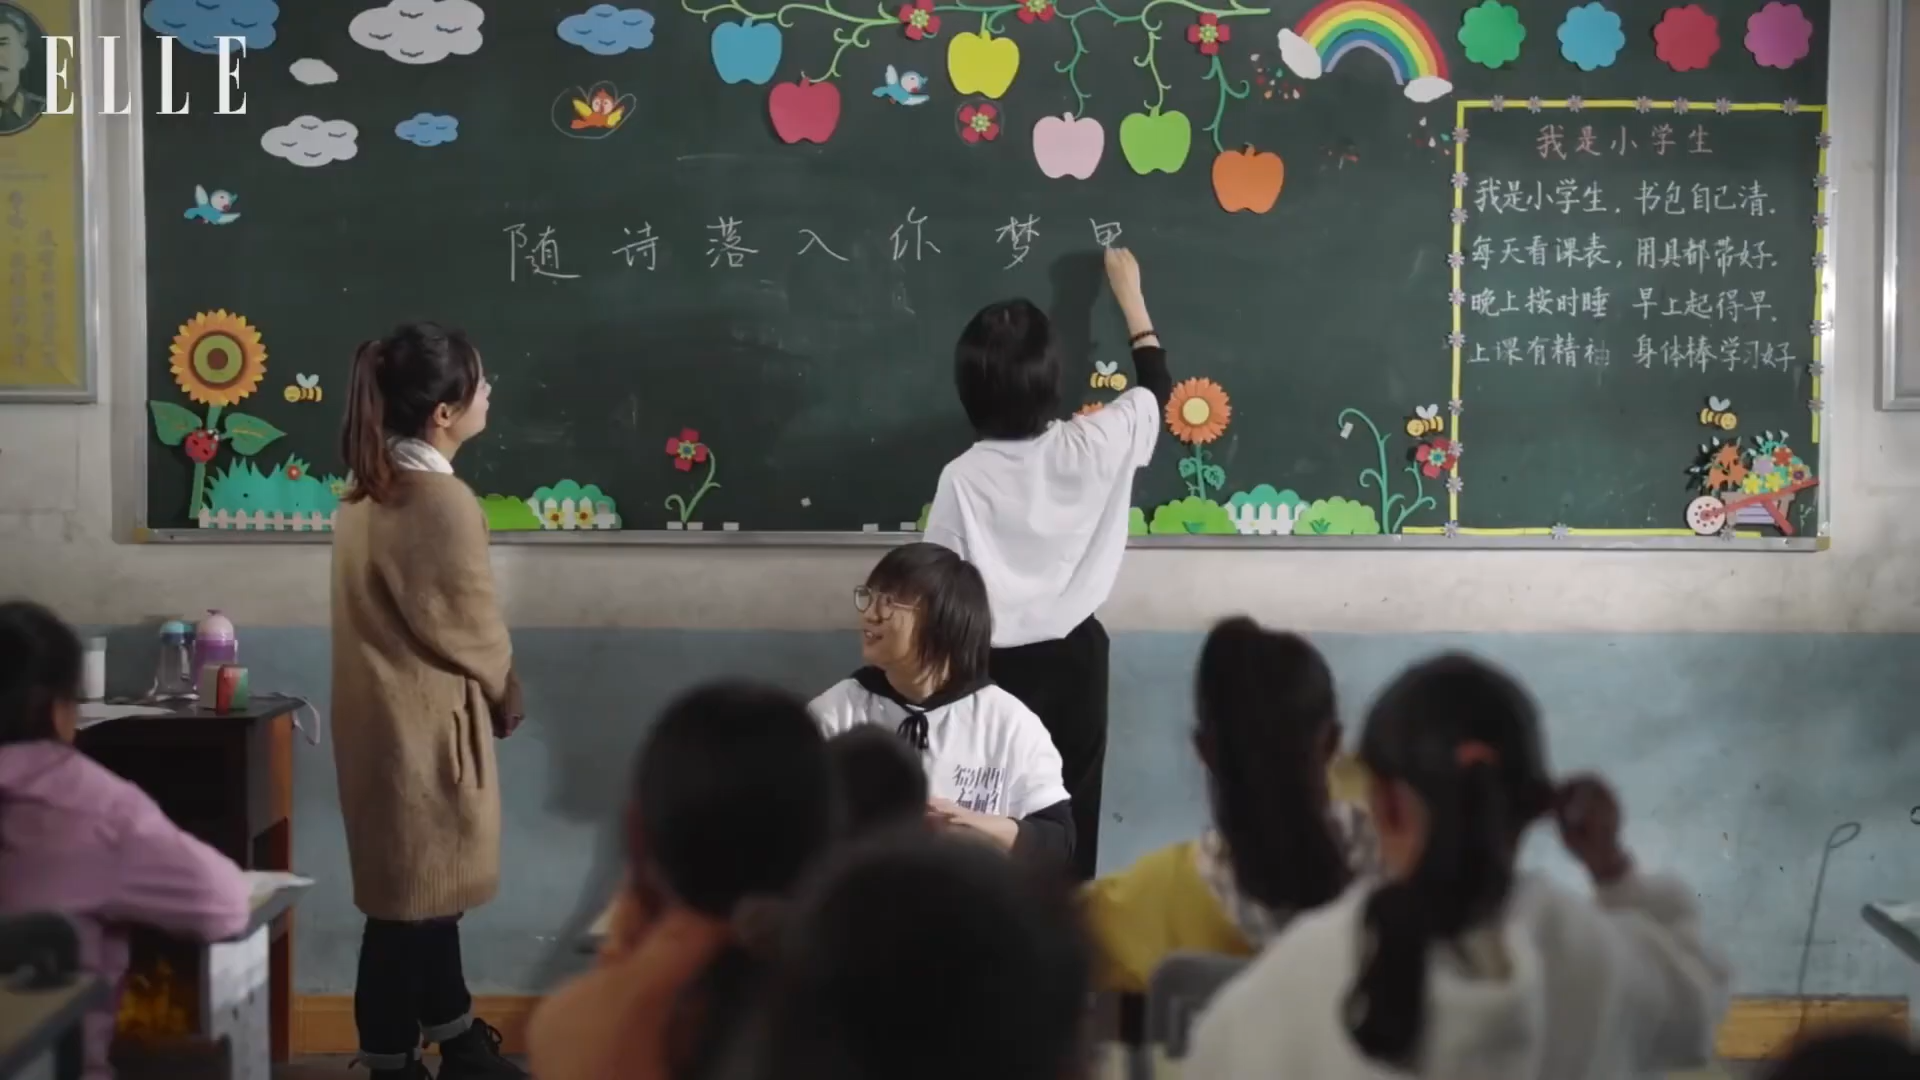 ELLE
随诗落入你梦里
我是小学生
我是小学生，书包自己清.
每天看课表，用具都带好.
晚上按时睡 早上起得早.
上课有精神 身体棒学习好